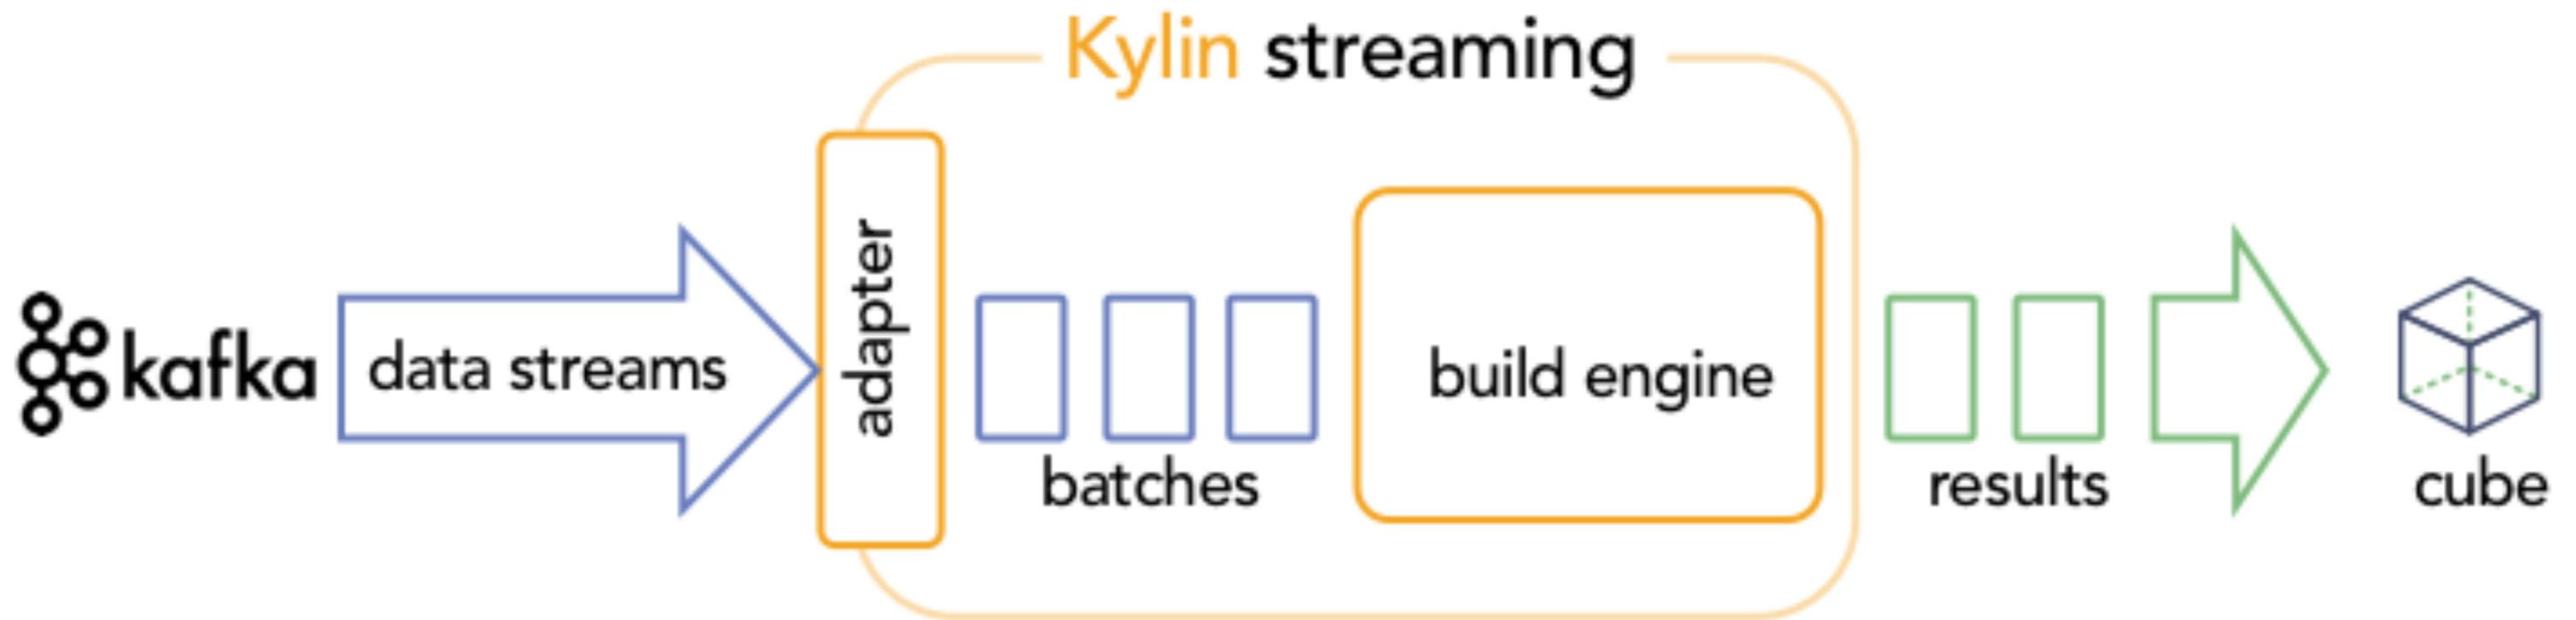 Kylin streaming
kafka
data streams
adapter
batches
build engine
results
cube